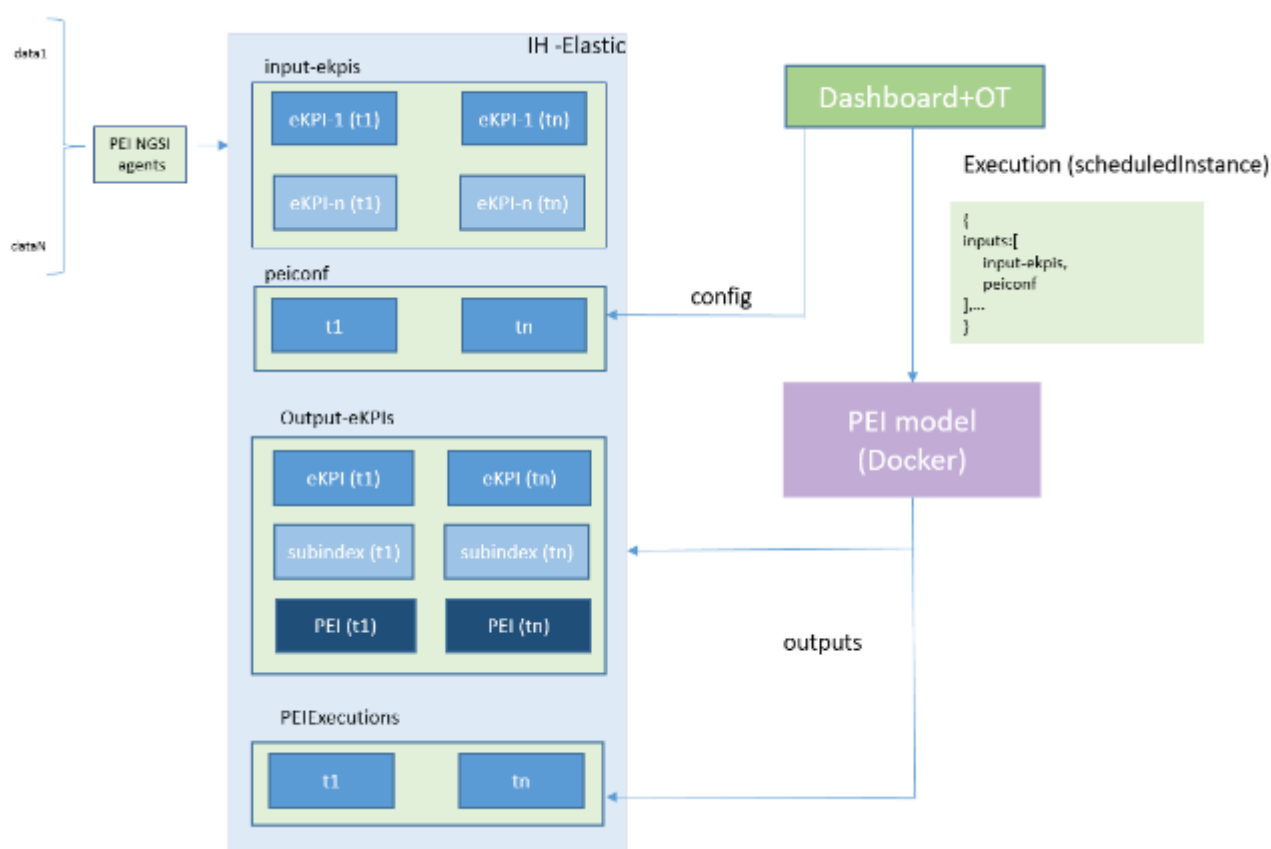 data1
dataN
PEI NGSI
agents
IH -Elastic
input-ekpis
eKPI-1 (t1)
eKPI-1 (tn)
eKPI-n (t1)
eKPI-n (tn)
peiconf
t1
tn
Output-eKPIs
eKPI (t1)
eKPI (tn)
subindex (t1)
subindex (tn)
PEI (t1)
PEI (tn)
PEIExecutions
t1
tn
Dashboard+OT
config
Execution (scheduledInstance)
{
inputs:[
input-ekpis,
peiconf
],...
}
PEI model
(Docker)
outputs